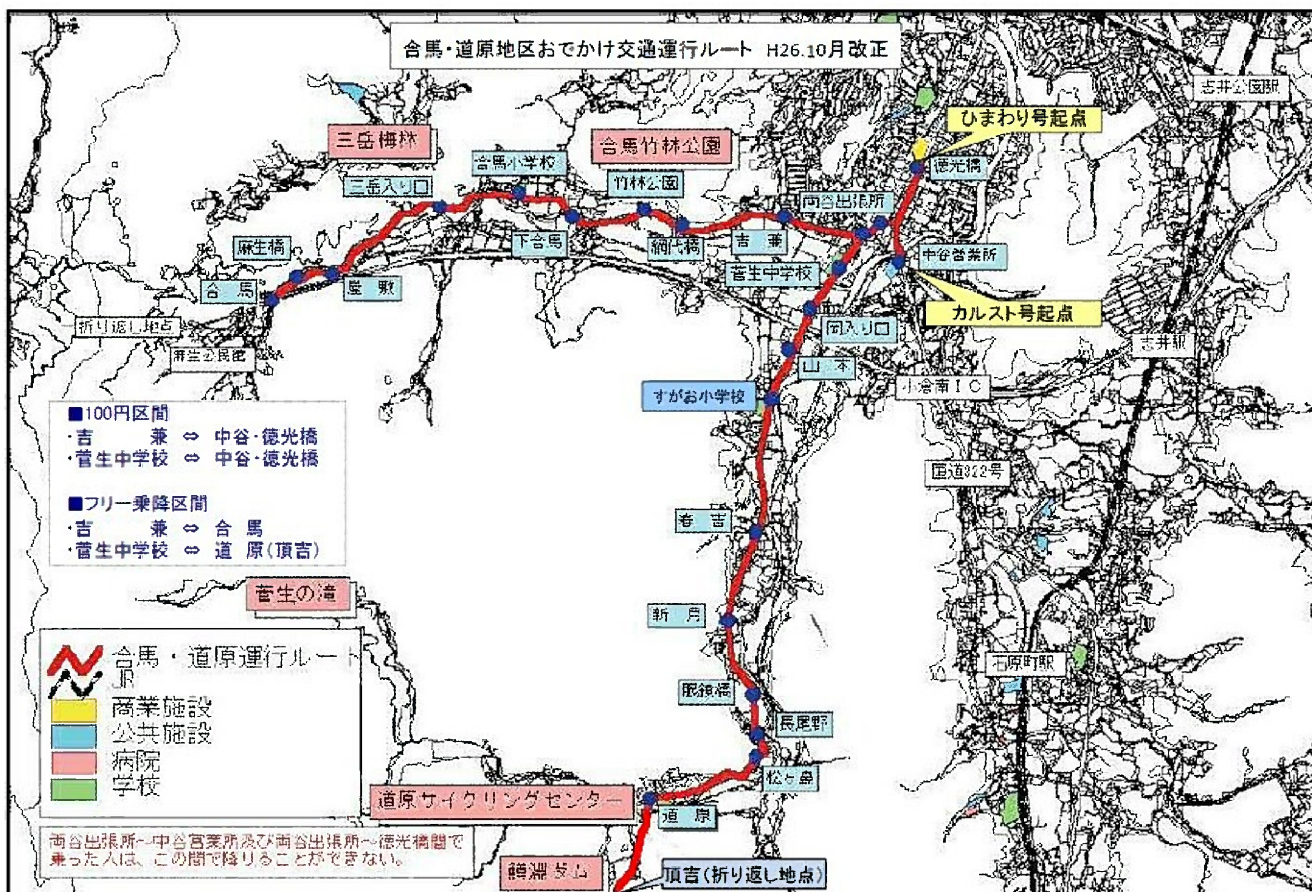 合馬・道原地区おでかけ交通運行ルート H26.10月改正
志井公園駅
ひまわり号起点
徳光橋
三岳梅林
合馬小学校
合馬竹林公園
竹林公園
三岳入り口
両谷出張所
麻生橋
下合馬
網代橋
吉兼
中谷営業所
菅生中学校
合馬
屋敷
カルスト号起点
折り返し地点
岡入り口
志井駅
麻生公民館
山本
小倉南IC
すがお小学校
■100円区間
・吉 兼 ⇔ 中谷・徳光橋
・菅生中学校 ⇔ 中谷・徳光橋
国道322号
■フリー乗降区間
・吉 兼 ⇔ 合 馬
・菅生中学校 ⇔ 道 原(頂吉)
春吉
菅生の滝
新月
石原町駅
合馬・道原運行ルート
JR
商業施設
公共施設
病院
学校
眼鏡橋
長尾野
松ヶ島
道原サイクリングセンター
道原
両谷出張所~中谷営業所及び両谷出張所~徳光橋間で
乗った人は、この間で降りることができない。
鱒淵ダム
頂吉(折り返し地点)